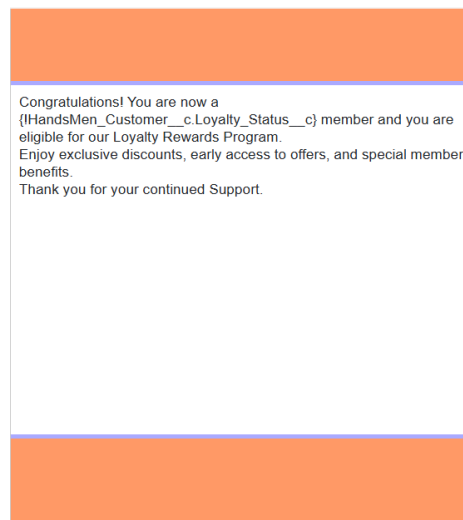 Congratulations! You are now a
{!HandsMen_Customer__c.Loyalty_Status__c} member and you are
eligible for our Loyalty Rewards Program.
Enjoy exclusive discounts, early access to offers, and special member
benefits.
Thank you for your continued Support.